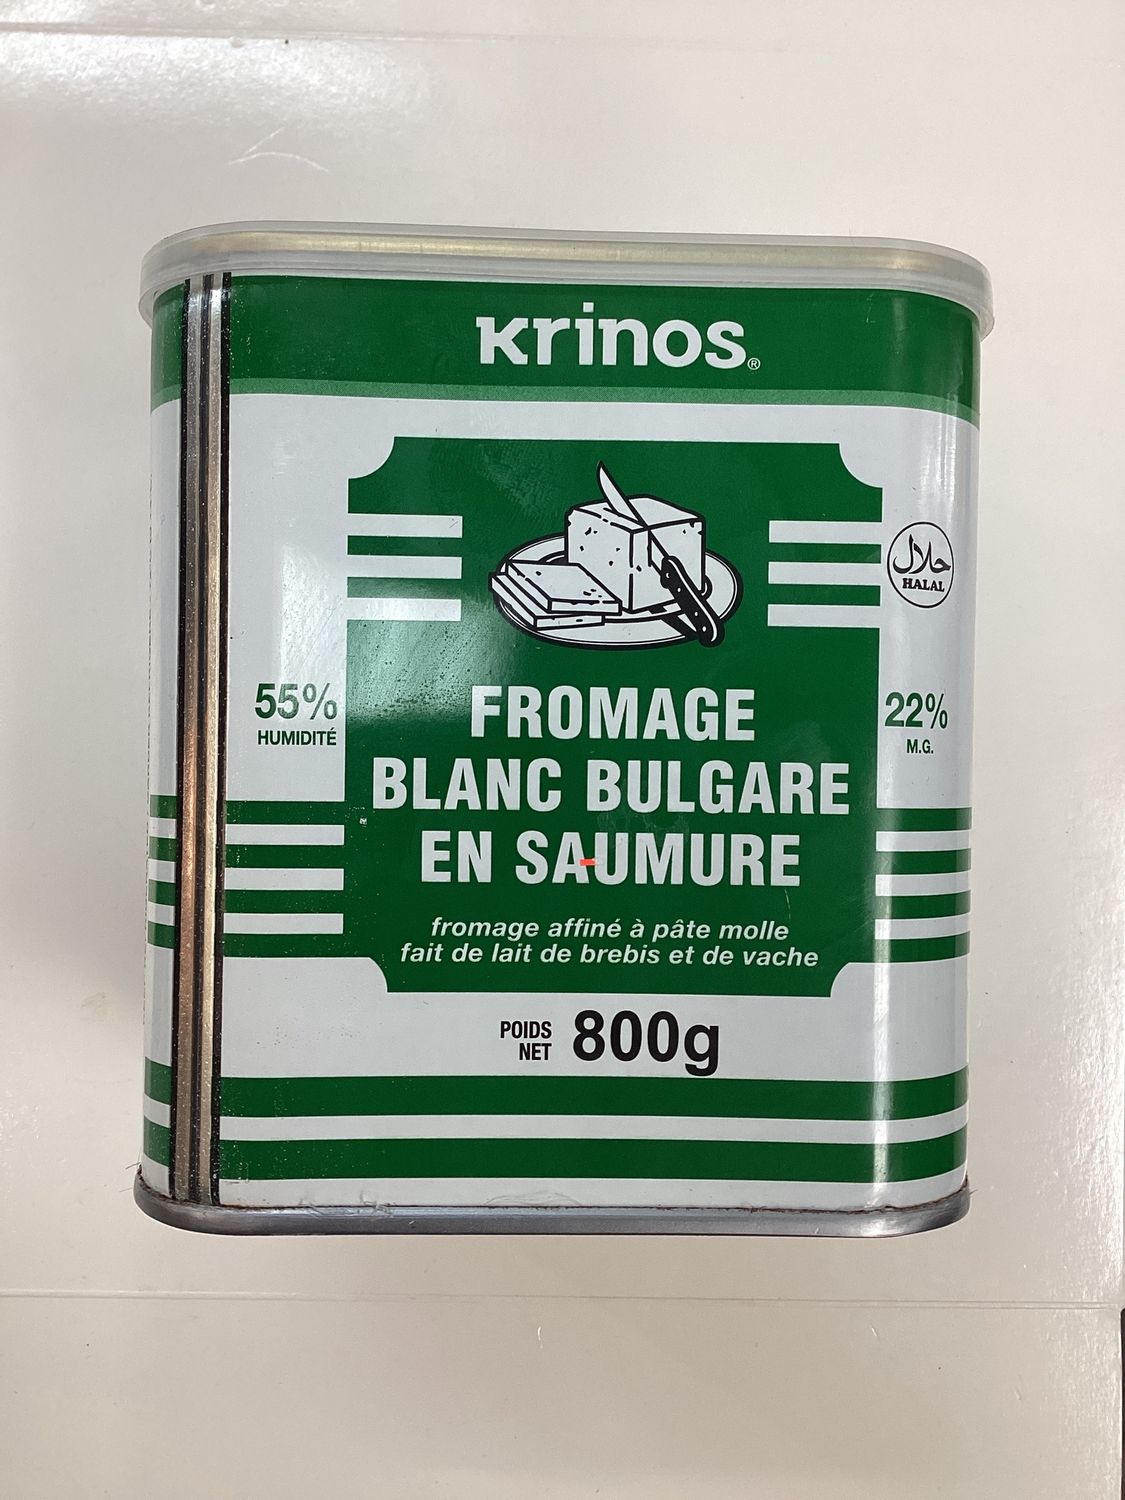 Krinos®
حلال
HALAL
55%
HUMIDITÉ
22%
M.G.
FROMAGE
BLANC BULGARE
EN SAUMURE
fromage affiné à pâte molle
fait de lait de brebis et de vache
POIDS
NET
800g